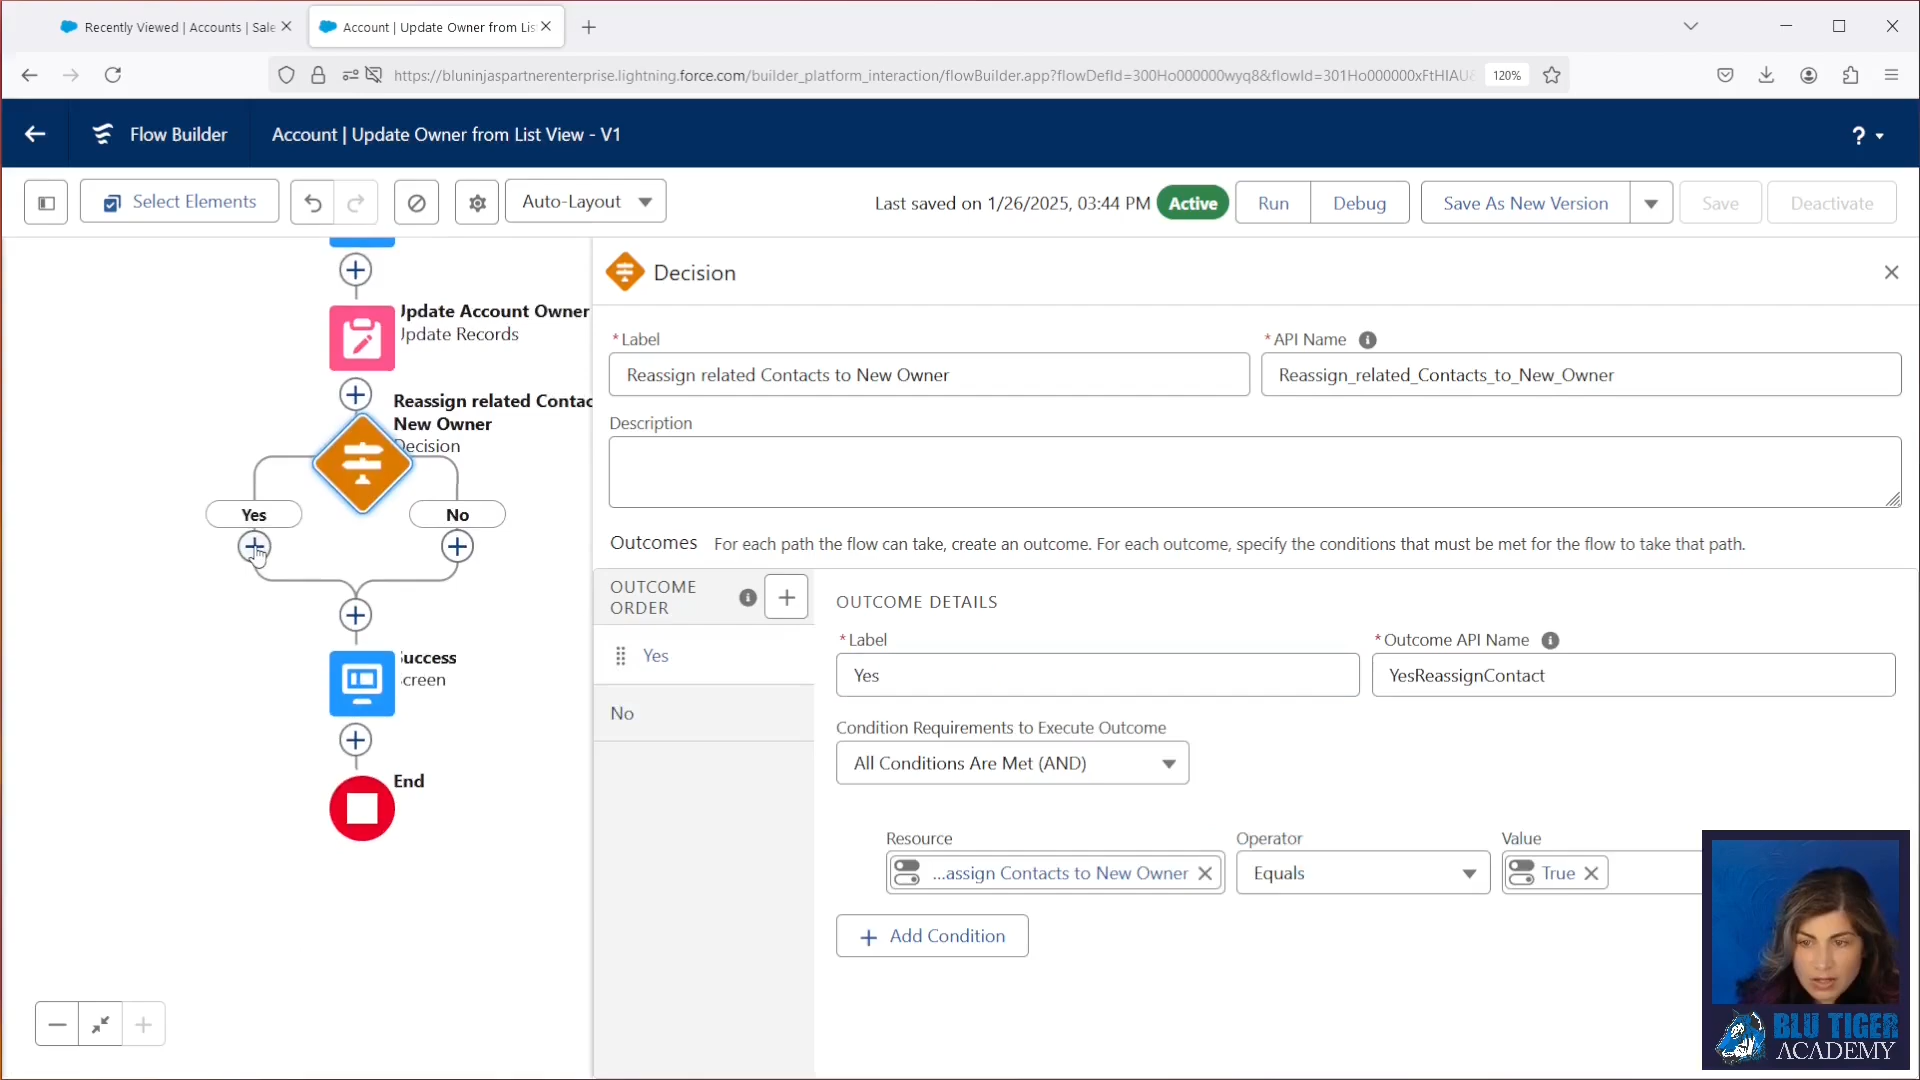 Recently Viewed | Accounts | Sale
Account | Update Owner from Lis
https://bluninjaspartnerenterprise.lightning.force.com/builder_platform_interaction/flowBuilder.app?flowDefId=300Ho000000wyq8&flowId=301Ho000000xFtHIAU&
120%
Flow Builder
Account | Update Owner from List View - V1
?
Select Elements
Auto-Layout
Last saved on 1/26/2025, 03:44 PM
Active
Run
Debug
Save As New Version
Save
Deactivate
Update Account Owner
Update Records
Reassign related Contac
New Owner
Decision
Yes
No
Success
Screen
End
Decision
*Label
Reassign related Contacts to New Owner
*API Name
Reassign_related_Contacts_to_New_Owner
Description
Outcomes For each path the flow can take, create an outcome. For each outcome, specify the conditions that must be met for the flow to take that path.
OUTCOME
ORDER
Yes
No
OUTCOME DETAILS
*Label
Yes
*Outcome API Name
YesReassignContact
Condition Requirements to Execute Outcome
All Conditions Are Met (AND)
Resource
...assign Contacts to New Owner
Operator
Equals
Value
True
Add Condition
BLU TIGER
ACADEMY